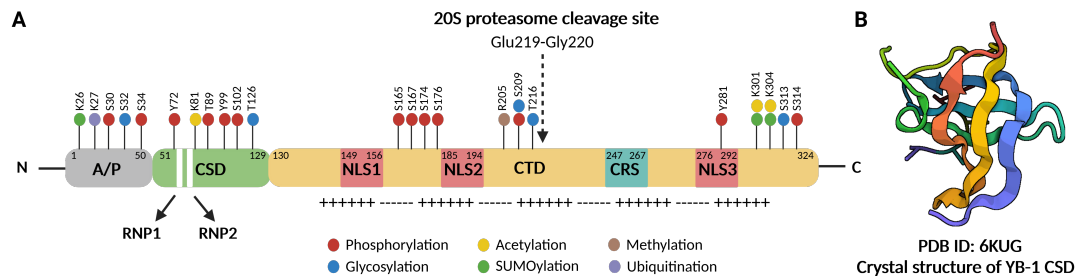 A
20S proteasome cleavage site
Glu219-Gly220
K26 K27 S30 S32 S34 Y72 K81 T89 Y99 S102 T126 S165 S167 S174 S176 R205 S209 T216 Y281 K301 K304 S313 S314
N 1 A/P 50 51 CSD 129 130 149 156 NLS1 185 194 NLS2 CTD 247 267 CRS 276 292 NLS3 324 C
++++++ ------ ++++++ ------ ++++++ ------ ++++++ ------ ++++++
RNP1 RNP2
Phosphorylation Acetylation Methylation
Glycosylation SUMOylation Ubiquitination
B
PDB ID: 6KUG
Crystal structure of YB-1 CSD